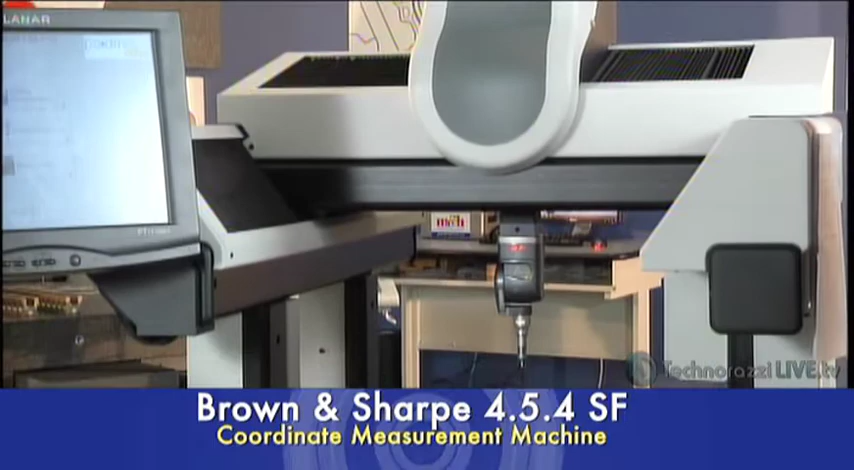 PLANAR
TechnorazziLIVE.tv
Brown & Sharpe 4.5.4 SF
Coordinate Measurement Machine